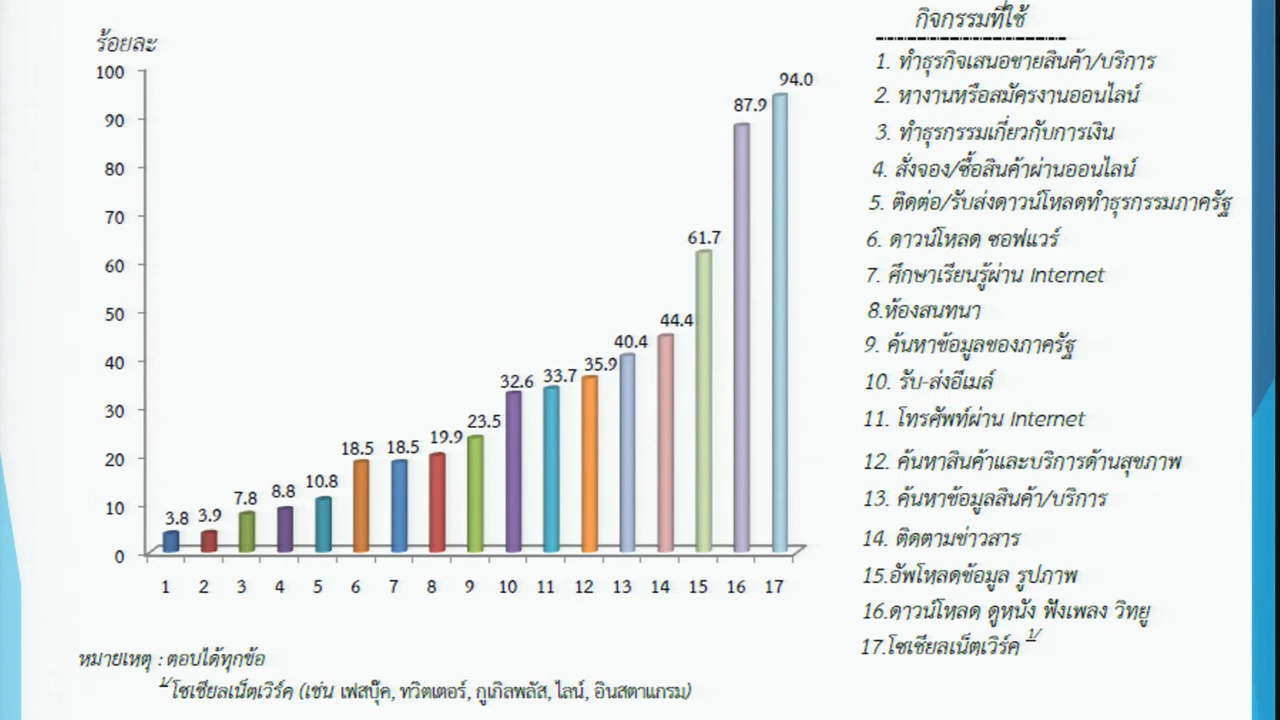 ร้อยละ
100
90
80
70
60
50
40
30
20
10
0
3.8
3.9
7.8
8.8
10.8
18.5
18.5
19.9
23.5
32.6
33.7
35.9
40.4
44.4
61.7
87.9
94.0
1 2 3 4 5 6 7 8 9 10 11 12 13 14 15 16 17
หมายเหตุ : ตอบได้ทุกข้อ
1/โซเชียลเน็ตเวิร์ค (เช่น เฟสบุ๊ค, ทวิตเตอร์, กูเกิลพลัส, ไลน์, อินสตาแกรม)
กิจกรรมที่ใช้
1. ทำธุรกิจเสนอขายสินค้า/บริการ
2. หางานหรือสมัครงานออนไลน์
3. ทำธุรกรรมเกี่ยวกับการเงิน
4. สั่งจอง/ซื้อสินค้าผ่านออนไลน์
5. ติดต่อ/รับส่งดาวน์โหลดทำธุรกรรมภาครัฐ
6. ดาวน์โหลด ซอฟแวร์
7. ศึกษาเรียนรู้ผ่าน Internet
8.ห้องสนทนา
9. ค้นหาข้อมูลของภาครัฐ
10. รับ-ส่งอีเมล์
11. โทรศัพท์ผ่าน Internet
12. ค้นหาสินค้าและบริการด้านสุขภาพ
13. ค้นหาข้อมูลสินค้า/บริการ
14. ติดตามข่าวสาร
15.อัพโหลดข้อมูล รูปภาพ
16.ดาวน์โหลด ดูหนัง ฟังเพลง วิทยุ
17.โซเชียลเน็ตเวิร์ค 1/